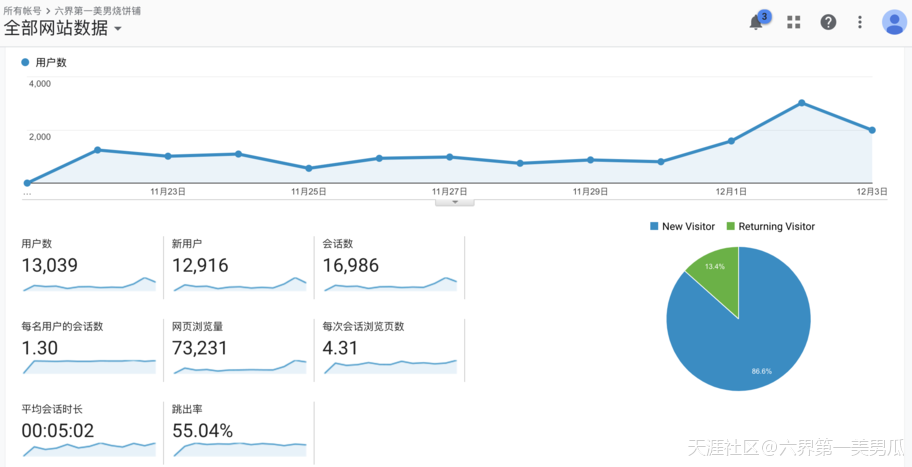 所有帐号 > 六界第一美男烧饼铺
全部网站数据
3
用户数
4,000
2,000
...
11月23日
11月25日
11月27日
11月29日
12月1日
12月3日
New Visitor
Returning Visitor
用户数
新用户
会话数
13,039
12,916
16,986
13.4%
86.6%
每名用户的会话数
网页浏览量
每次会话浏览页数
1.30
73,231
4.31
平均会话时长
跳出率
00:05:02
55.04%
天涯社区@六界第一美男瓜